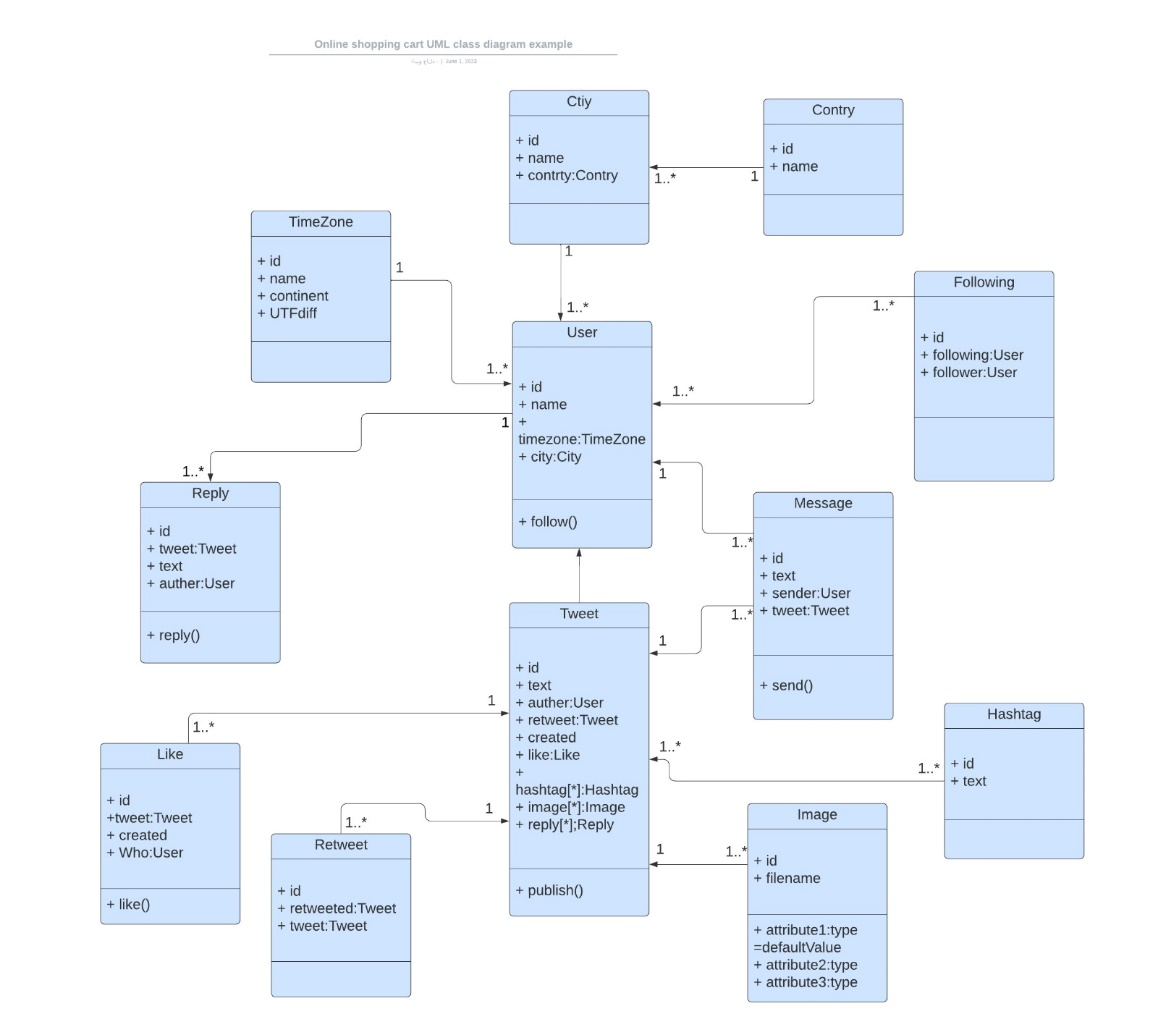 Online shopping cart UML class diagram example
| June 1, 2022
Ctiy
+ id
+ name
+ contrty:Contry
Contry
+ id
+ name
1..*
1
TimeZone
+ id
+ name
+ continent
+ UTFdiff
1
1
1..*
Following
+ id
+ following:User
+ follower:User
1..*
User
+ id
+ name
+
timezone:TimeZone
+ city:City
+ follow()
1..*
1..*
1
1
1..*
Reply
+ id
+ tweet:Tweet
+ text
+ auther:User
+ reply()
Message
+ id
+ text
+ sender:User
+ tweet:Tweet
+ send()
1..*
1..*
1
Tweet
+ id
+ text
+ auther:User
+ retweet:Tweet
+ created
+ like:Like
+
hashtag[*]:Hashtag
+ image[*]:Image
+ reply[*];Reply
+ publish()
1
1..*
Like
+ id
+tweet:Tweet
+ created
+ Who:User
+ like()
1
1..*
Retweet
+ id
+ retweeted:Tweet
+ tweet:Tweet
1..*
1..*
Hashtag
+ id
+ text
1
1..*
Image
+ id
+ filename
+ attribute1:type
=defaultValue
+ attribute2:type
+ attribute3:type